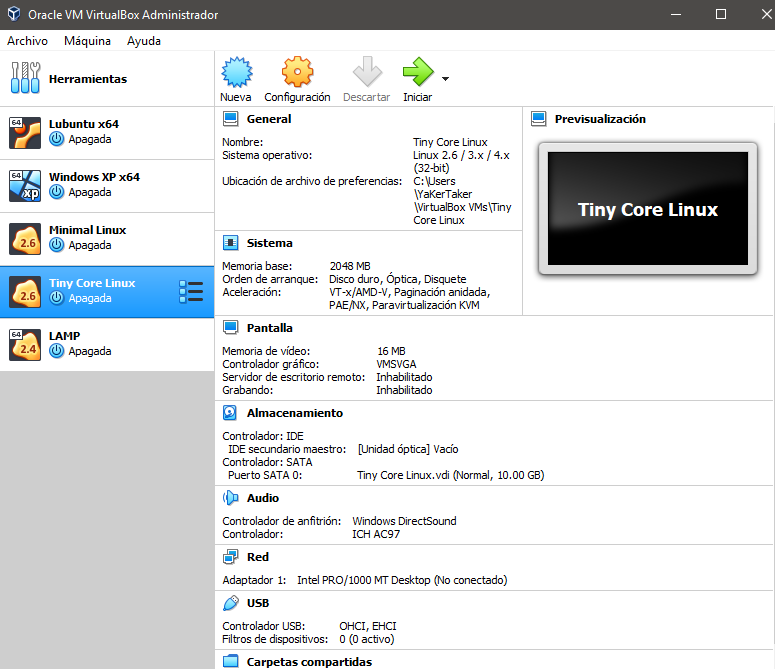 Oracle VM VirtualBox Administrador
Archivo Máquina Ayuda
Herramientas
Nueva Configuración Descartar Iniciar
64
Lubuntu x64
Apagada
64
XP
Windows XP x64
Apagada
2.6
Minimal Linux
Apagada
2.6
Tiny Core Linux
Apagada
64
2.4
LAMP
Apagada
General
Nombre: Tiny Core Linux
Sistema operativo: Linux 2.6 / 3.x / 4.x
(32-bit)
Ubicación de archivo de preferencias: C:\Users
\YaKerTaker
\VirtualBox VMs\Tiny
Core Linux
Previsualización
Tiny Core Linux
Sistema
Memoria base: 2048 MB
Orden de arranque: Disco duro, Óptica, Disquete
Aceleración: VT-x/AMD-V, Paginación anidada,
PAE/NX, Paravirtualización KVM
Pantalla
Memoria de vídeo: 16 MB
Controlador gráfico: VMSVGA
Servidor de escritorio remoto: Inhabilitado
Grabando: Inhabilitado
Almacenamiento
Controlador: IDE
IDE secundario maestro: [Unidad óptica] Vacío
Controlador: SATA
Puerto SATA 0: Tiny Core Linux.vdi (Normal, 10.00 GB)
Audio
Controlador de anfitrión: Windows DirectSound
Controlador: ICH AC97
Red
Adaptador 1: Intel PRO/1000 MT Desktop (No conectado)
USB
Controlador USB: OHCI, EHCI
Filtros de dispositivos: 0 (0 activo)
Carpetas compartidas